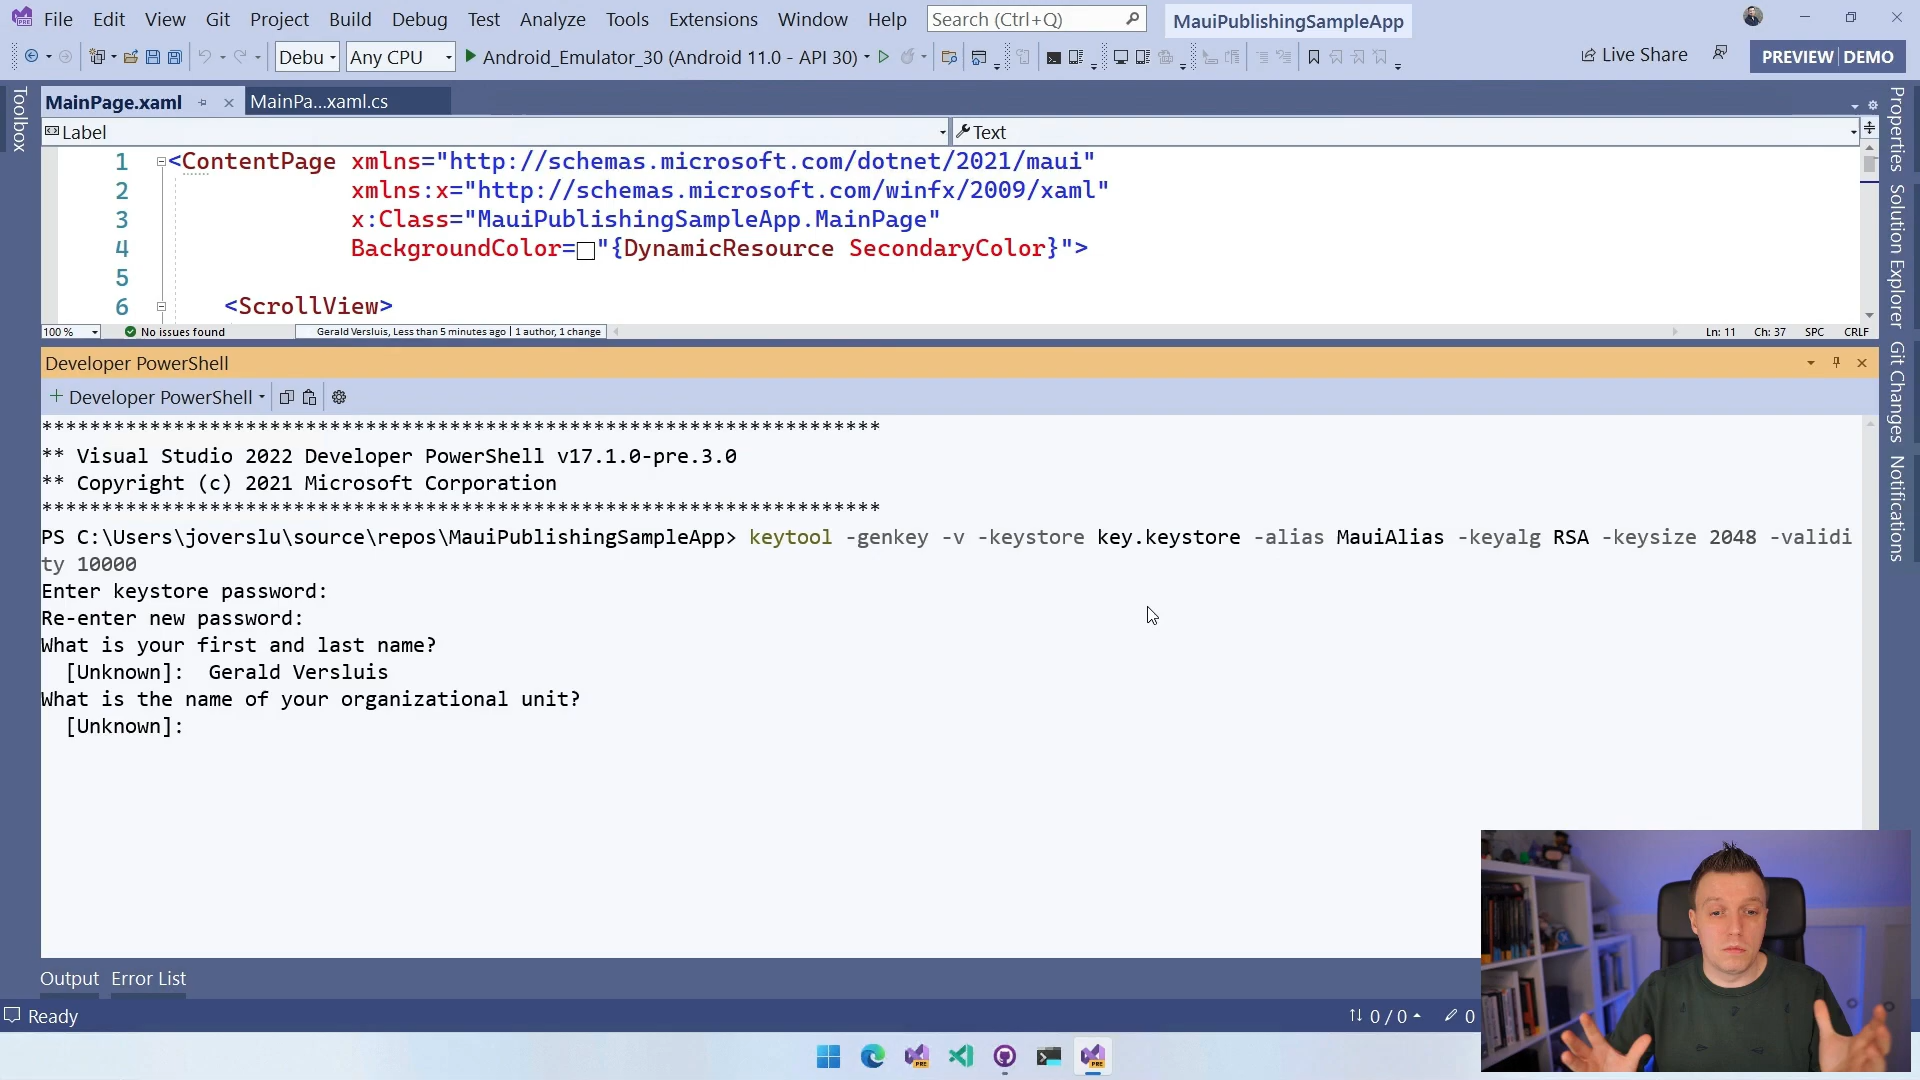 File Edit View Git Project Build Debug Test Analyze Tools Extensions Window Help Search (Ctrl+Q) MauiPublishingSampleApp
Debu Any CPU Android_Emulator_30 (Android 11.0 - API 30) Live Share PREVIEW DEMO
Toolbox
MainPage.xaml MainPa...xaml.cs
Label Text
1 <ContentPage xmlns="http://schemas.microsoft.com/dotnet/2021/maui"
2 xmlns:x="http://schemas.microsoft.com/winfx/2009/xaml"
3 x:Class="MauiPublishingSampleApp.MainPage"
4 BackgroundColor="{DynamicResource SecondaryColor}">
5
6 <ScrollView>
100 % No issues found Gerald Versluis, Less than 5 minutes ago | 1 author, 1 change Ln: 11 Ch: 37 SPC CRLF
Developer PowerShell
+ Developer PowerShell
**********************************************************************
** Visual Studio 2022 Developer PowerShell v17.1.0-pre.3.0
** Copyright (c) 2021 Microsoft Corporation
**********************************************************************
PS C:\Users\joverslu\source\repos\MauiPublishingSampleApp> keytool -genkey -v -keystore key.keystore -alias MauiAlias -keyalg RSA -keysize 2048 -validi
ty 10000
Enter keystore password:
Re-enter new password:
What is your first and last name?
[Unknown]: Gerald Versluis
What is the name of your organizational unit?
[Unknown]:
Properties
Solution Explorer
Git Changes
Notifications
Output Error List
Ready 0 / 0 0
PRE PRE